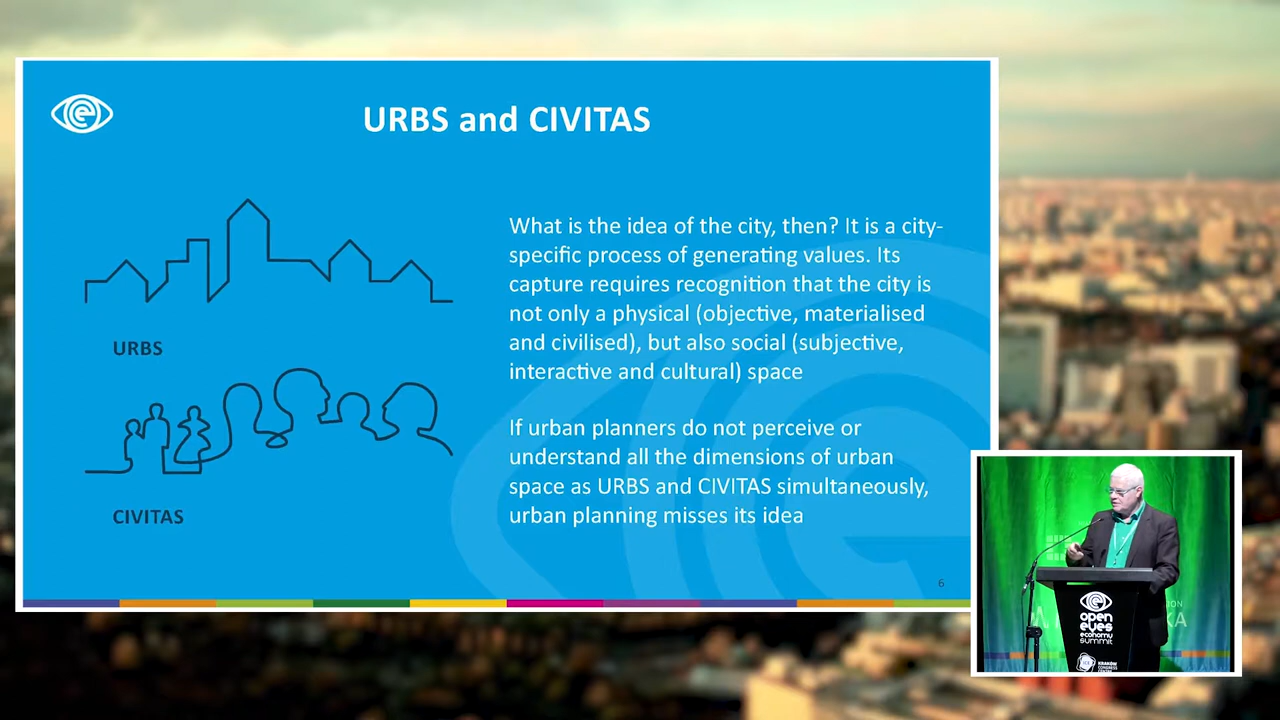 URBS and CIVITAS
What is the idea of the city, then? It is a city-
specific process of generating values. Its
capture requires recognition that the city is
not only a physical (objective, materialised
and civilised), but also social (subjective,
interactive and cultural) space
URBS
If urban planners do not perceive or
understand all the dimensions of urban
space as URBS and CIVITAS simultaneously,
urban planning misses its idea
CIVITAS
6
open
eyes
economy
summit
KRAKÓW
CONGRESS
CENTRE